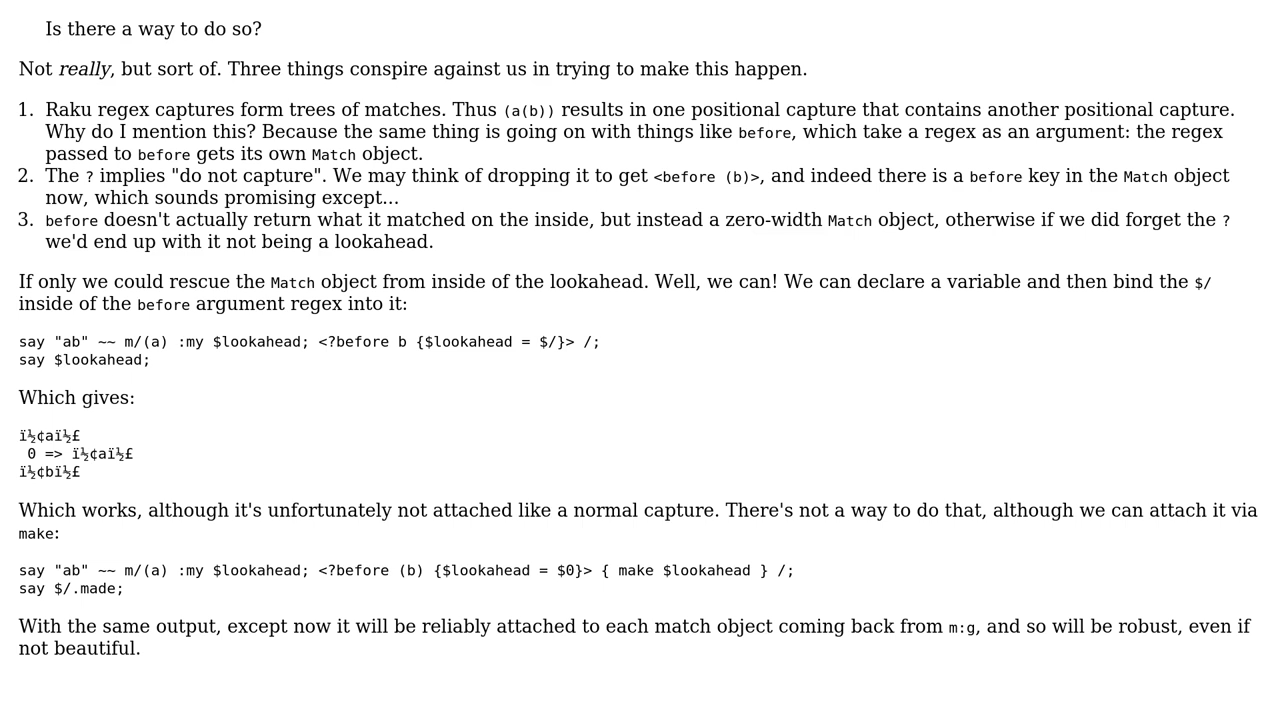 Is there a way to do so?
Not really, but sort of. Three things conspire against us in trying to make this happen.
1. Raku regex captures form trees of matches. Thus (a(b)) results in one positional capture that contains another positional capture.
Why do I mention this? Because the same thing is going on with things like before, which take a regex as an argument: the regex
passed to before gets its own Match object.
2. The ? implies "do not capture". We may think of dropping it to get <before (b)>, and indeed there is a before key in the Match object
now, which sounds promising except...
3. before doesn't actually return what it matched on the inside, but instead a zero-width Match object, otherwise if we did forget the ?
we'd end up with it not being a lookahead.
If only we could rescue the Match object from inside of the lookahead. Well, we can! We can declare a variable and then bind the $/
inside of the before argument regex into it:
say "ab" ~~ m/(a) :my $lookahead; <?before b {$lookahead = $/}> /;
say $lookahead;
Which gives:
ï½¢aï½£
 0 => ï½¢aï½£
ï½¢bï½£
Which works, although it's unfortunately not attached like a normal capture. There's not a way to do that, although we can attach it via
make:
say "ab" ~~ m/(a) :my $lookahead; <?before (b) {$lookahead = $0}> { make $lookahead } /;
say $/.made;
With the same output, except now it will be reliably attached to each match object coming back from m:g, and so will be robust, even if
not beautiful.